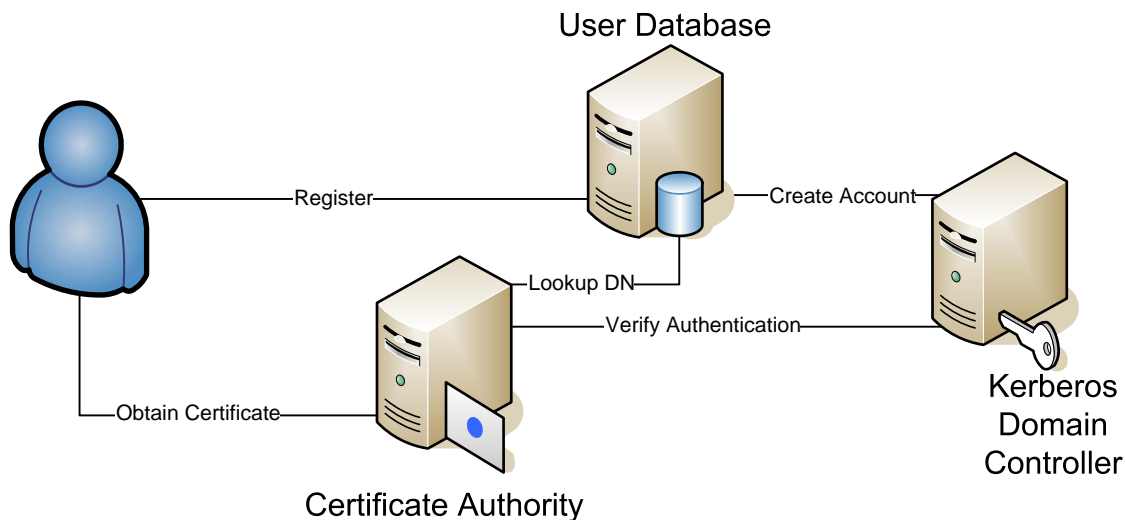 User Database
Register
Create Account
Lookup DN
Verify Authentication
Obtain Certificate
Kerberos
Domain
Controller
Certificate Authority